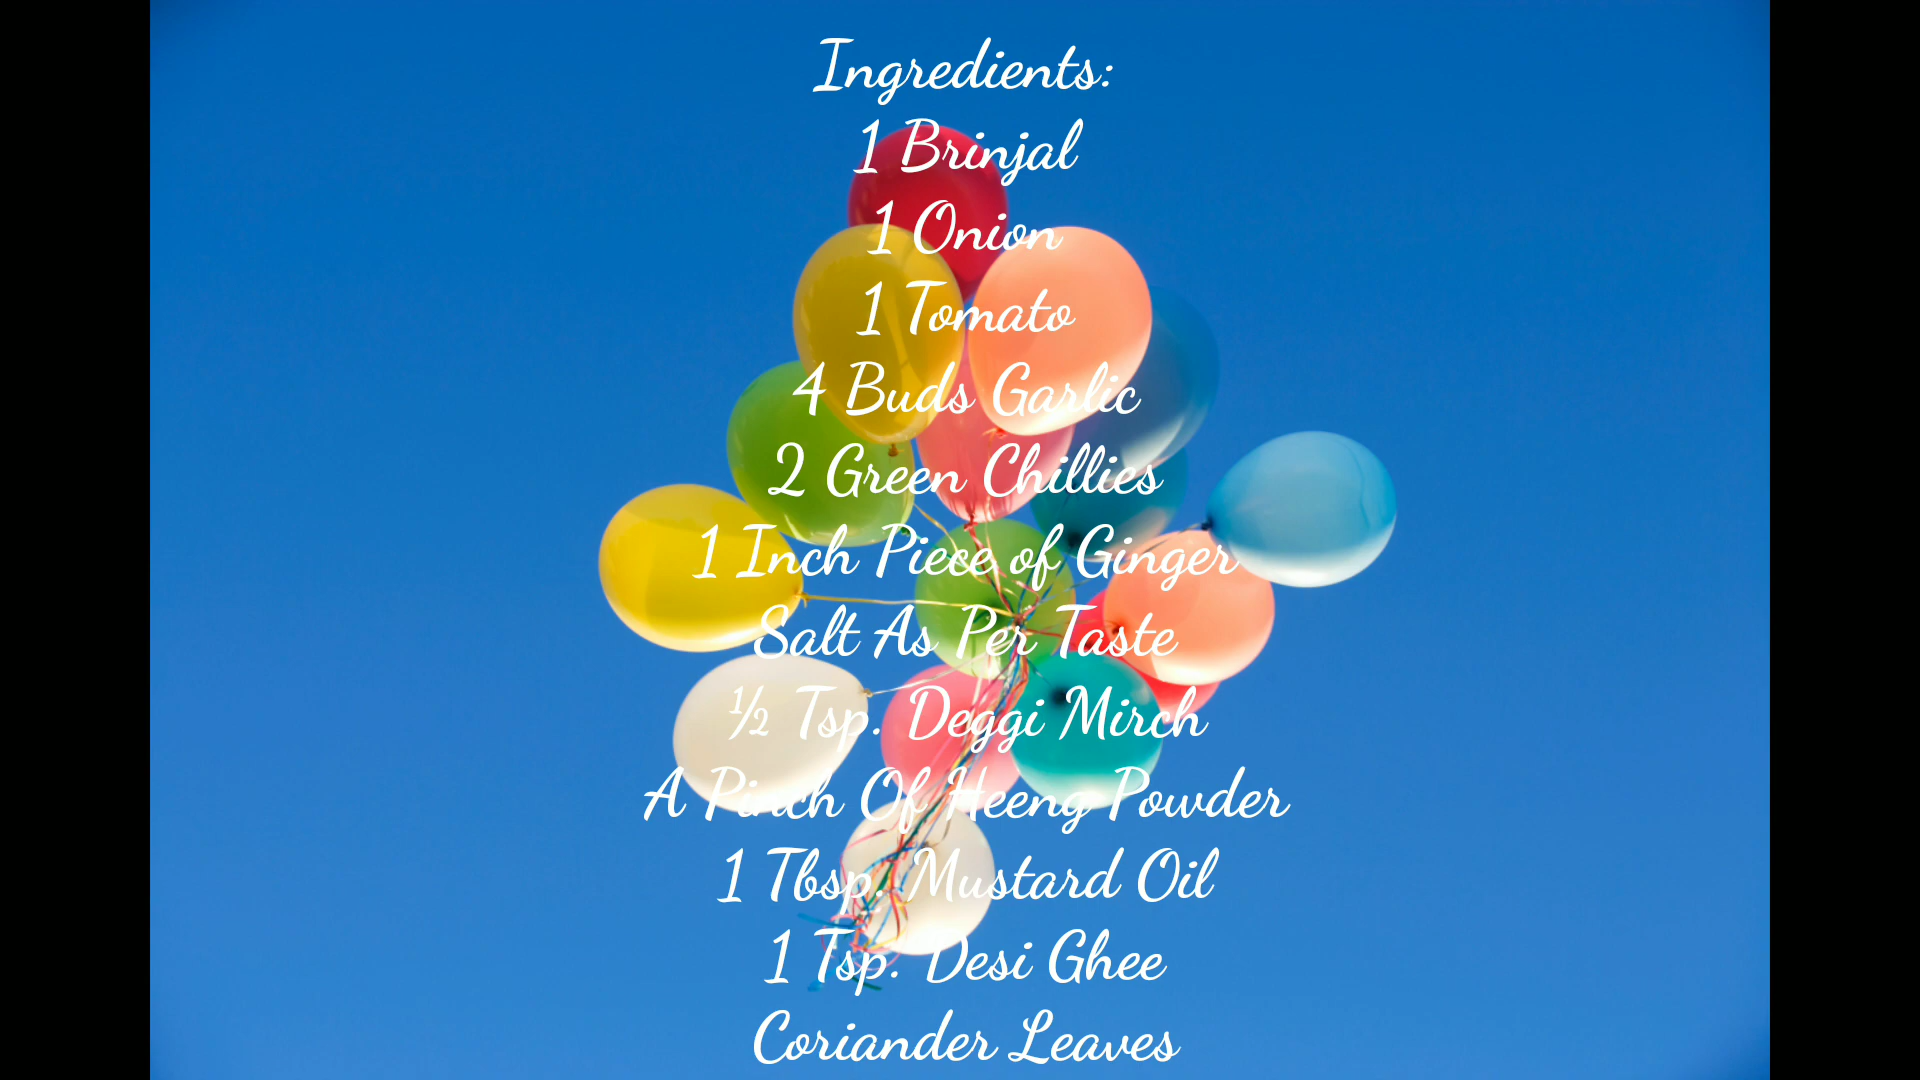 Ingredients:
1 Brinjal
1 Onion
1 Tomato
4 Buds Garlic
2 Green Chillies
1 Inch Piece of Ginger
Salt As Per Taste
½ Tsp. Deggi Mirch
A Pinch Of Heeng Powder
1 Tbsp. Mustard Oil
1 Tsp. Desi Ghee
Coriander Leaves